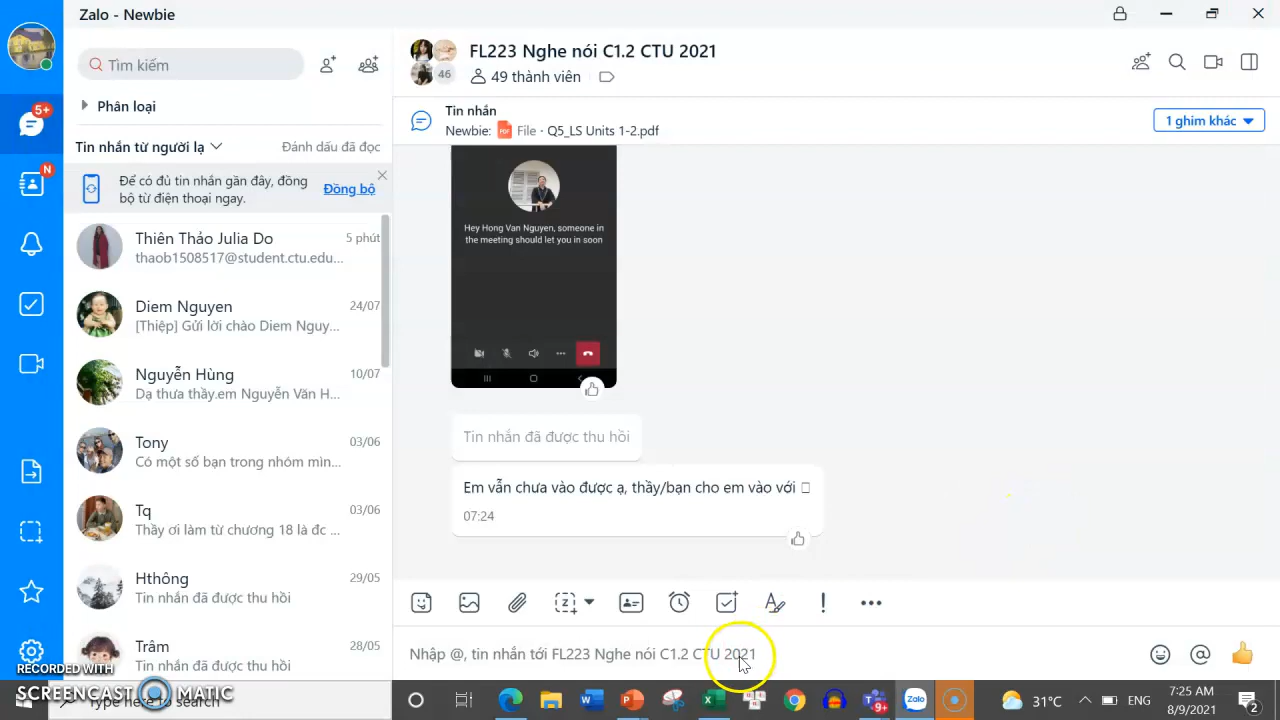 Zalo - Newbie
Tìm kiếm
Phân loại
Tin nhắn từ người lạ
Đánh dấu đã đọc
Để có đủ tin nhắn gần đây, đồng
bộ từ điện thoại ngay.
Đồng bộ
5+
N
Thiên Thảo Julia Do
5 phút
thaob1508517@student.ctu.edu...
Diem Nguyen
24/07
[Thiệp] Gửi lời chào Diem Nguy...
Nguyễn Hùng
10/07
Dạ thưa thầy.em Nguyễn Văn H...
Tony
03/06
Có một số bạn trong nhóm mìn...
Tq
03/06
Thầy ơi làm từ chương 18 là đc ...
Hthông
29/05
Tin nhắn đã được thu hồi
Trâm
28/05
Tin nhắn đã được thu hồi
46
FL223 Nghe nói C1.2 CTU 2021
49 thành viên
Tin nhắn
Newbie: File · Q5_LS Units 1-2.pdf
1 ghim khác
Hey Hong Van Nguyen, someone in
the meeting should let you in soon
Tin nhắn đã được thu hồi
Em vẫn chưa vào được ạ, thầy/bạn cho em vào với
07:24
Nhập @, tin nhắn tới FL223 Nghe nói C1.2 CTU 2021
RECORDED WITH
SCREENCAST MATIC
Type here to search
9+
Zalo
31°C
ENG
7:25 AM
8/9/2021
2